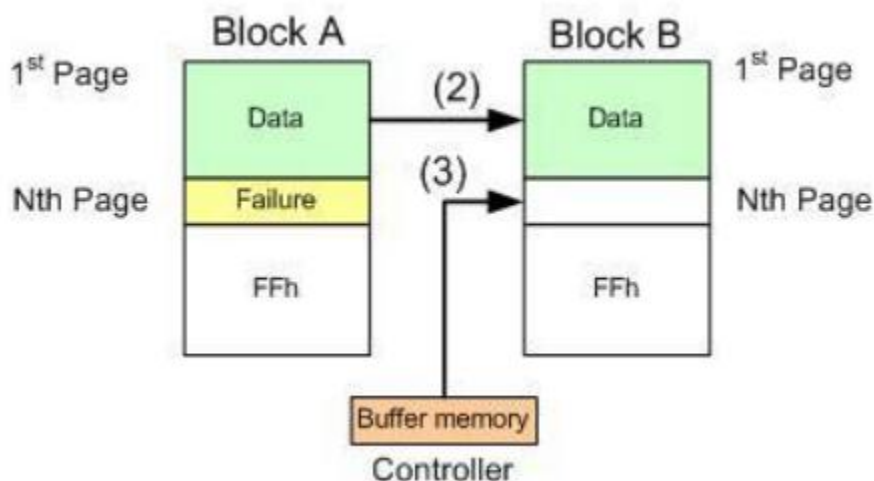 Block A
Block B
1st Page
1st Page
(2)
Data
Data
(3)
Nth Page
Failure
Nth Page
FFh
FFh
Buffer memory
Controller